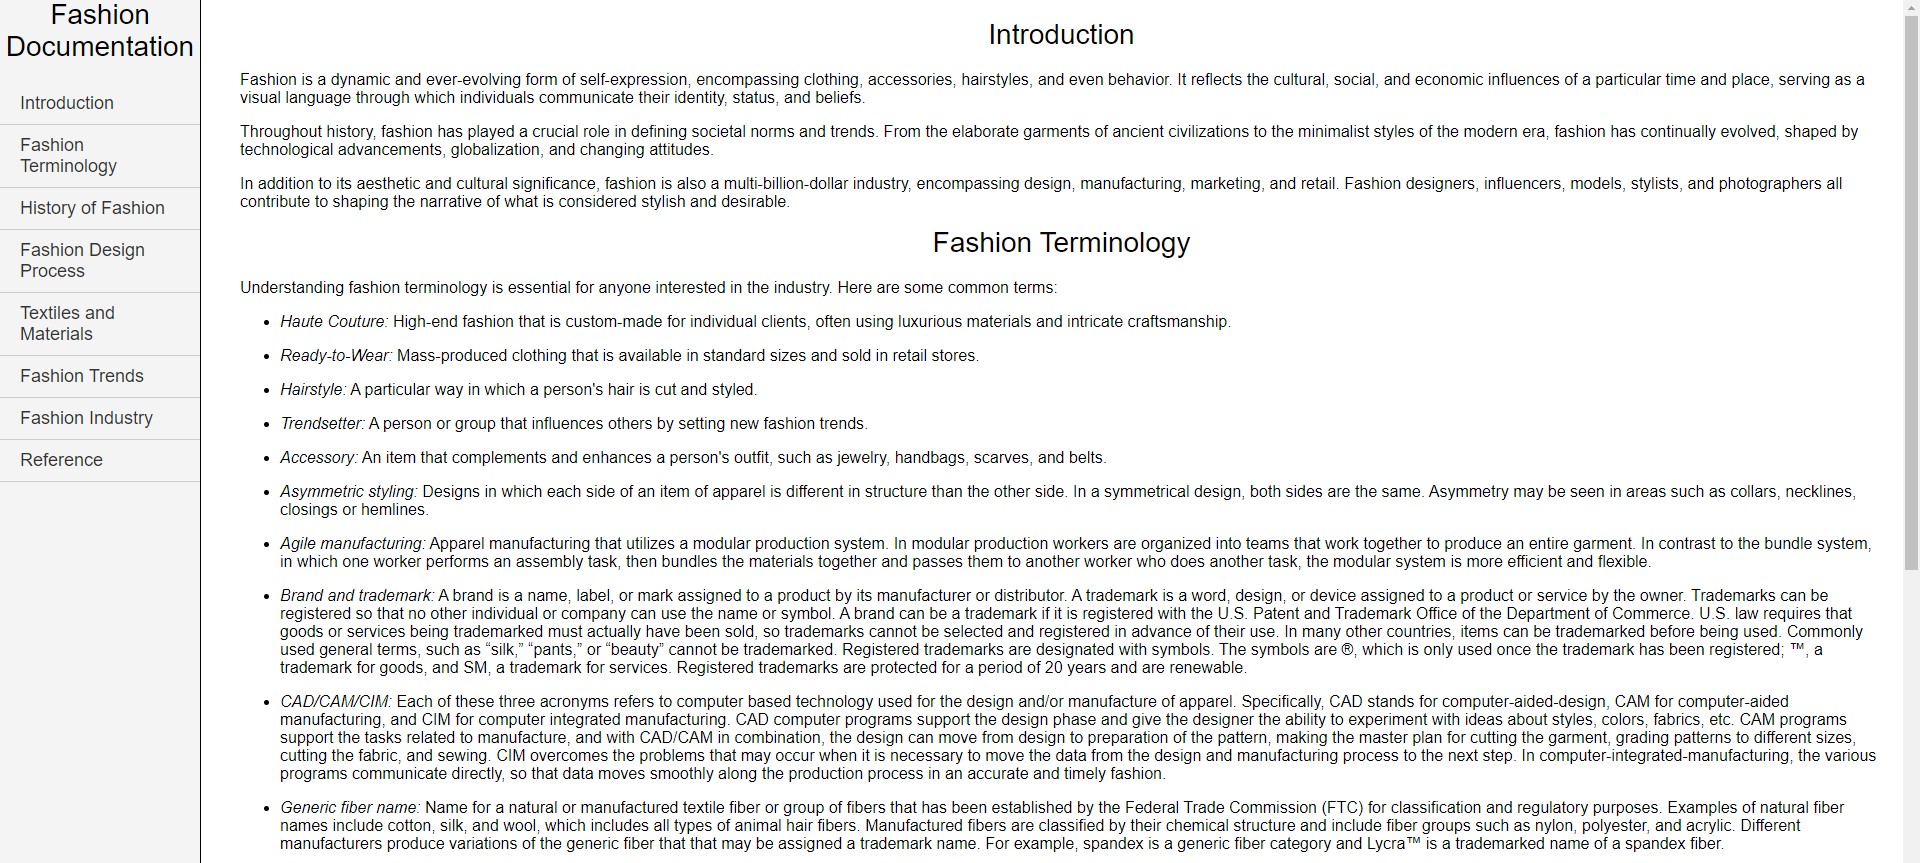 Fashion
Documentation
Introduction
Fashion
Terminology
History of Fashion
Fashion Design
Process
Textiles and
Materials
Fashion Trends
Fashion Industry
Reference
Introduction
Fashion is a dynamic and ever-evolving form of self-expression, encompassing clothing, accessories, hairstyles, and even behavior. It reflects the cultural, social, and economic influences of a particular time and place, serving as a
visual language through which individuals communicate their identity, status, and beliefs.
Throughout history, fashion has played a crucial role in defining societal norms and trends. From the elaborate garments of ancient civilizations to the minimalist styles of the modern era, fashion has continually evolved, shaped by
technological advancements, globalization, and changing attitudes.
In addition to its aesthetic and cultural significance, fashion is also a multi-billion-dollar industry, encompassing design, manufacturing, marketing, and retail. Fashion designers, influencers, models, stylists, and photographers all
contribute to shaping the narrative of what is considered stylish and desirable.
Fashion Terminology
Understanding fashion terminology is essential for anyone interested in the industry. Here are some common terms:
• Haute Couture: High-end fashion that is custom-made for individual clients, often using luxurious materials and intricate craftsmanship.
• Ready-to-Wear: Mass-produced clothing that is available in standard sizes and sold in retail stores.
• Hairstyle: A particular way in which a person's hair is cut and styled.
• Trendsetter: A person or group that influences others by setting new fashion trends.
• Accessory: An item that complements and enhances a person's outfit, such as jewelry, handbags, scarves, and belts.
• Asymmetric styling: Designs in which each side of an item of apparel is different in structure than the other side. In a symmetrical design, both sides are the same. Asymmetry may be seen in areas such as collars, necklines,
closings or hemlines.
• Agile manufacturing: Apparel manufacturing that utilizes a modular production system. In modular production workers are organized into teams that work together to produce an entire garment. In contrast to the bundle system,
in which one worker performs an assembly task, then bundles the materials together and passes them to another worker who does another task, the modular system is more efficient and flexible.
• Brand and trademark: A brand is a name, label, or mark assigned to a product by its manufacturer or distributor. A trademark is a word, design, or device assigned to a product or service by the owner. Trademarks can be
registered so that no other individual or company can use the name or symbol. A brand can be a trademark if it is registered with the U.S. Patent and Trademark Office of the Department of Commerce. U.S. law requires that
goods or services being trademarked must actually have been sold, so trademarks cannot be selected and registered in advance of their use. In many other countries, items can be trademarked before being used. Commonly
used general terms, such as “silk,” “pants,” or “beauty” cannot be trademarked. Registered trademarks are designated with symbols. The symbols are ®, which is only used once the trademark has been registered; ™, a
trademark for goods, and SM, a trademark for services. Registered trademarks are protected for a period of 20 years and are renewable.
• CAD/CAM/CIM: Each of these three acronyms refers to computer based technology used for the design and/or manufacture of apparel. Specifically, CAD stands for computer-aided-design, CAM for computer-aided
manufacturing, and CIM for computer integrated manufacturing. CAD computer programs support the design phase and give the designer the ability to experiment with ideas about styles, colors, fabrics, etc. CAM programs
support the tasks related to manufacture, and with CAD/CAM in combination, the design can move from design to preparation of the pattern, making the master plan for cutting the garment, grading patterns to different sizes,
cutting the fabric, and sewing. CIM overcomes the problems that may occur when it is necessary to move the data from the design and manufacturing process to the next step. In computer-integrated-manufacturing, the various
programs communicate directly, so that data moves smoothly along the production process in an accurate and timely fashion.
• Generic fiber name: Name for a natural or manufactured textile fiber or group of fibers that has been established by the Federal Trade Commission (FTC) for classification and regulatory purposes. Examples of natural fiber
names include cotton, silk, and wool, which includes all types of animal hair fibers. Manufactured fibers are classified by their chemical structure and include fiber groups such as nylon, polyester, and acrylic. Different
manufacturers produce variations of the generic fiber that that may be assigned a trademark name. For example, spandex is a generic fiber category and Lycra™ is a trademarked name of a spandex fiber.